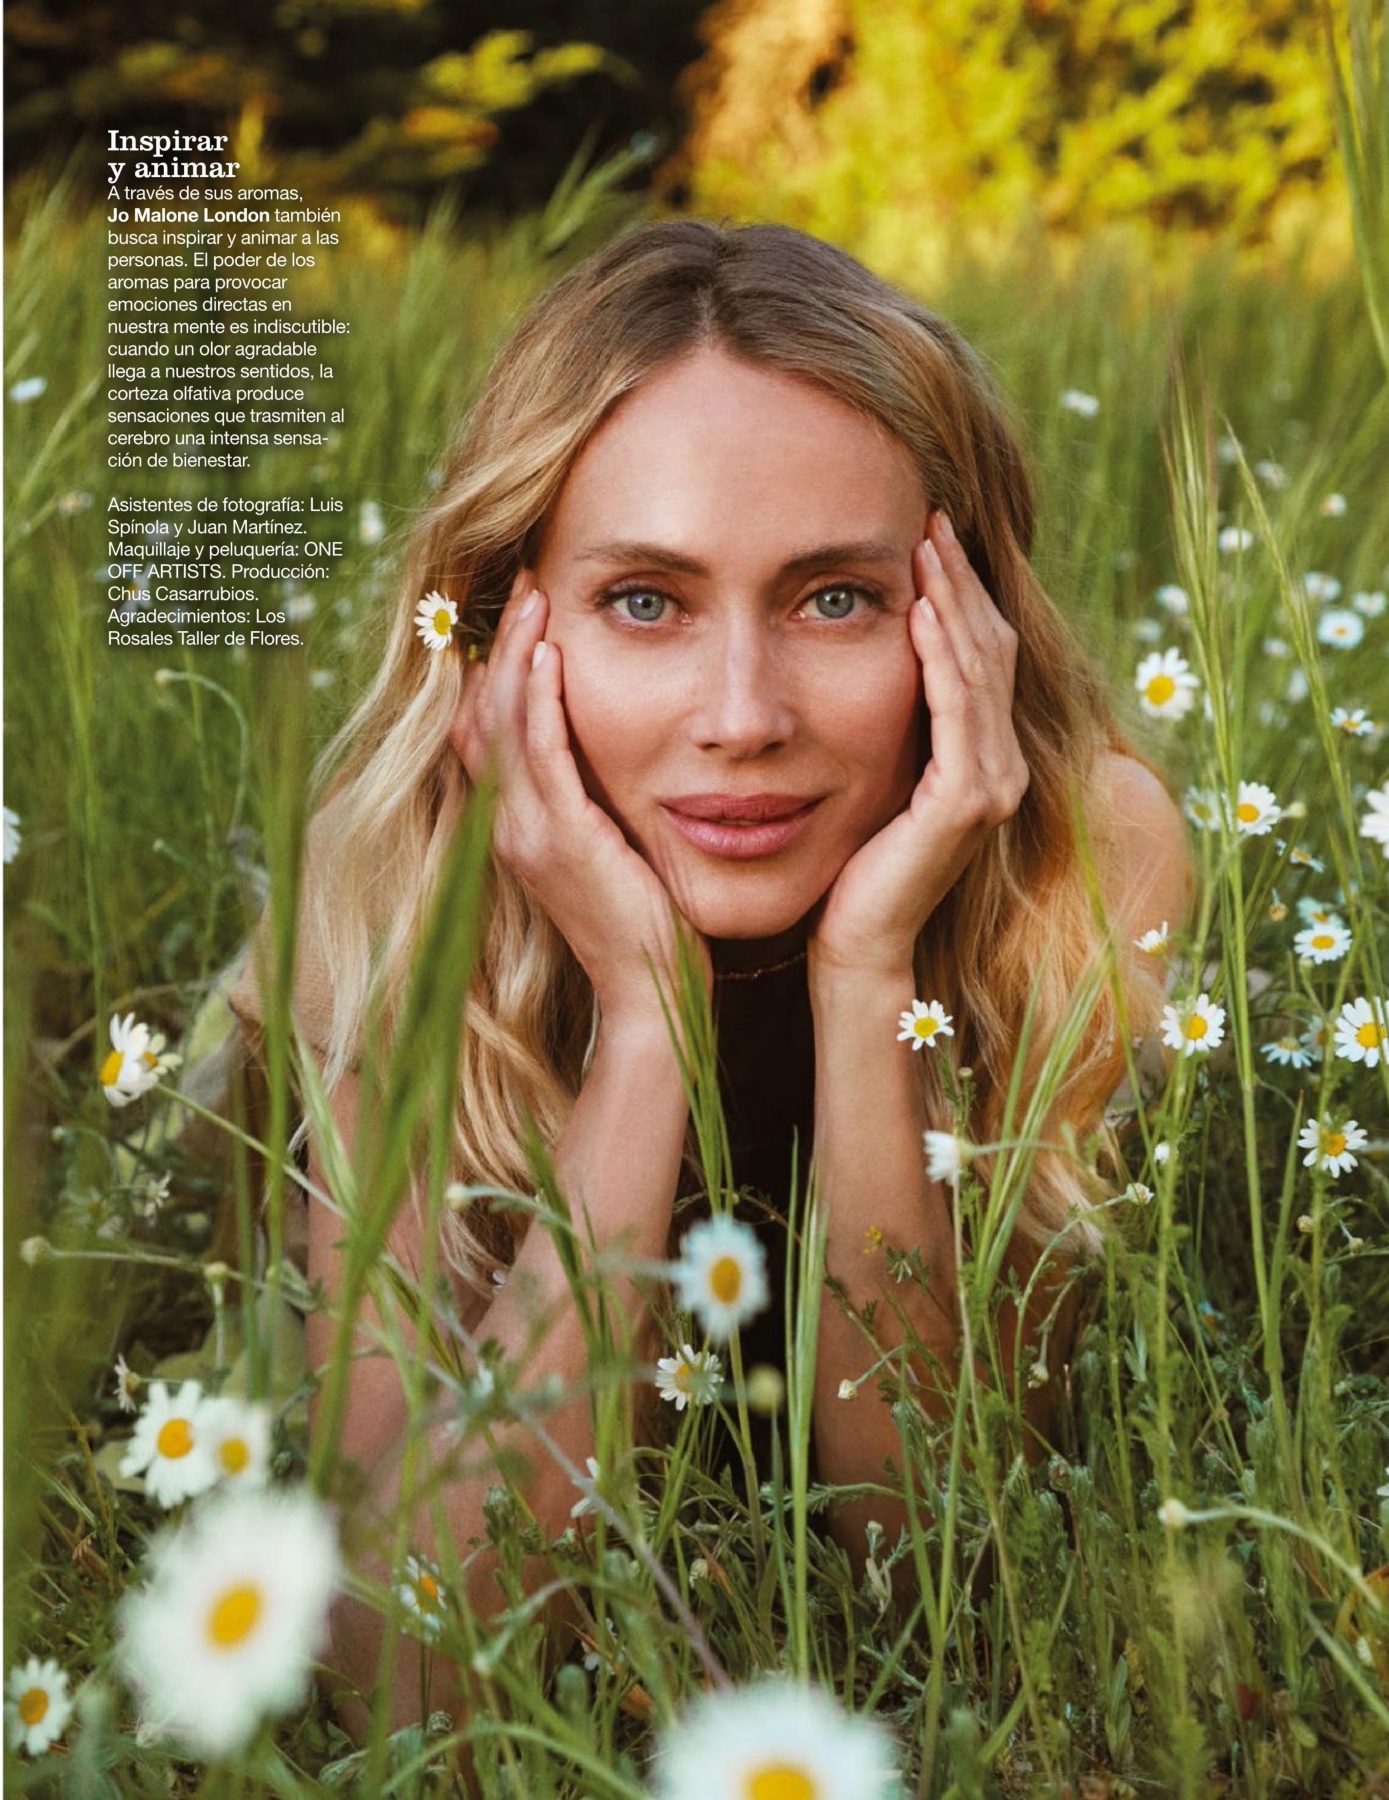 Inspirar
y animar
A través de sus aromas,
Jo Malone London también
busca inspirar y animar a las
personas. El poder de los
aromas para provocar
emociones directas en
nuestra mente es indiscutible:
cuando un olor agradable
llega a nuestros sentidos, la
corteza olfativa produce
sensaciones que trasmiten al
cerebro una intensa sensa-
ción de bienestar.
Asistentes de fotografía: Luis
Spínola y Juan Martínez.
Maquillaje y peluquería: ONE
OFF ARTISTS. Producción:
Chus Casarrubios.
Agradecimientos: Los
Rosales Taller de Flores.